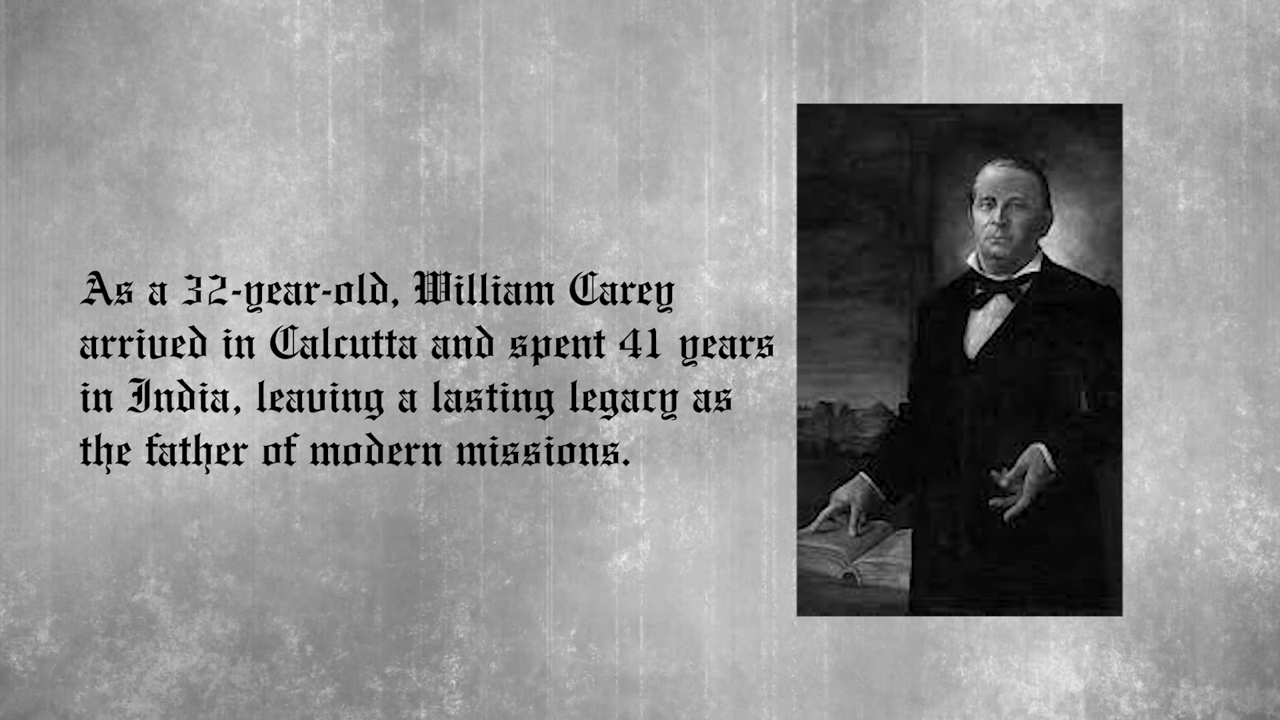 As a 32-year-old, William Carey
arrived in Calcutta and spent 41 years
in India, leaving a lasting legacy as
the father of modern missions.